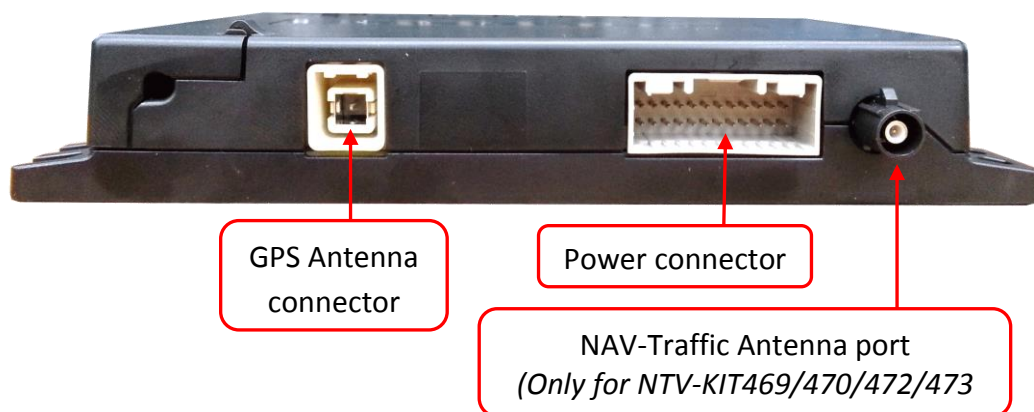 GPS Antenna
connector
Power connector
NAV-Traffic Antenna port
(Only for NTV-KIT469/470/472/473